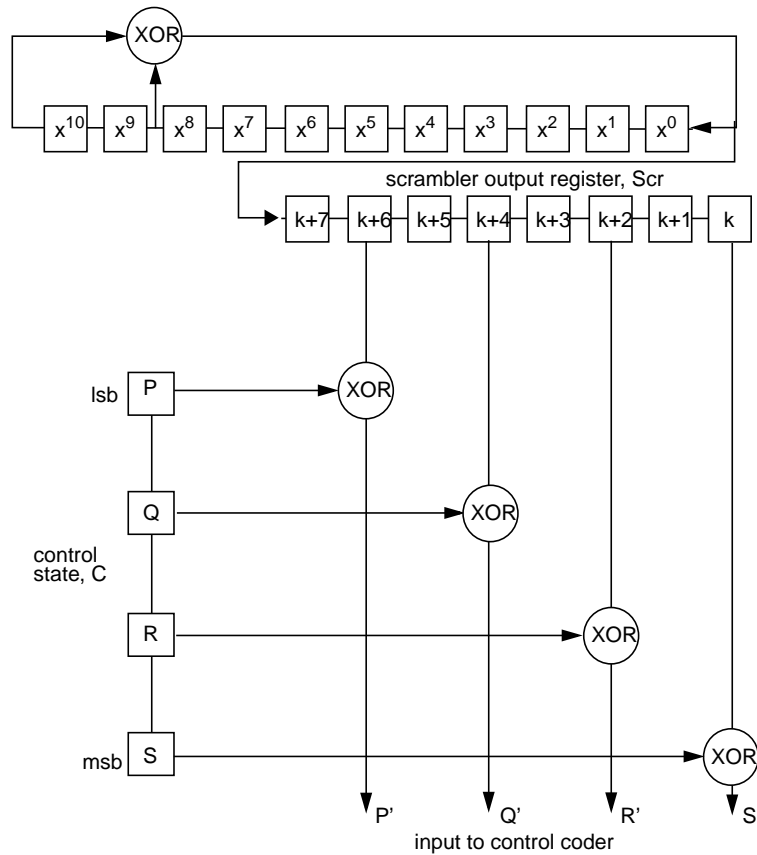 XOR
x10 x9 x8 x7 x6 x5 x4 x3 x2 x1 x0
scrambler output register, Scr
k+7 k+6 k+5 k+4 k+3 k+2 k+1 k
lsb P XOR
Q XOR
control
state, C
R XOR
msb S XOR
P' Q' R' S
input to control coder